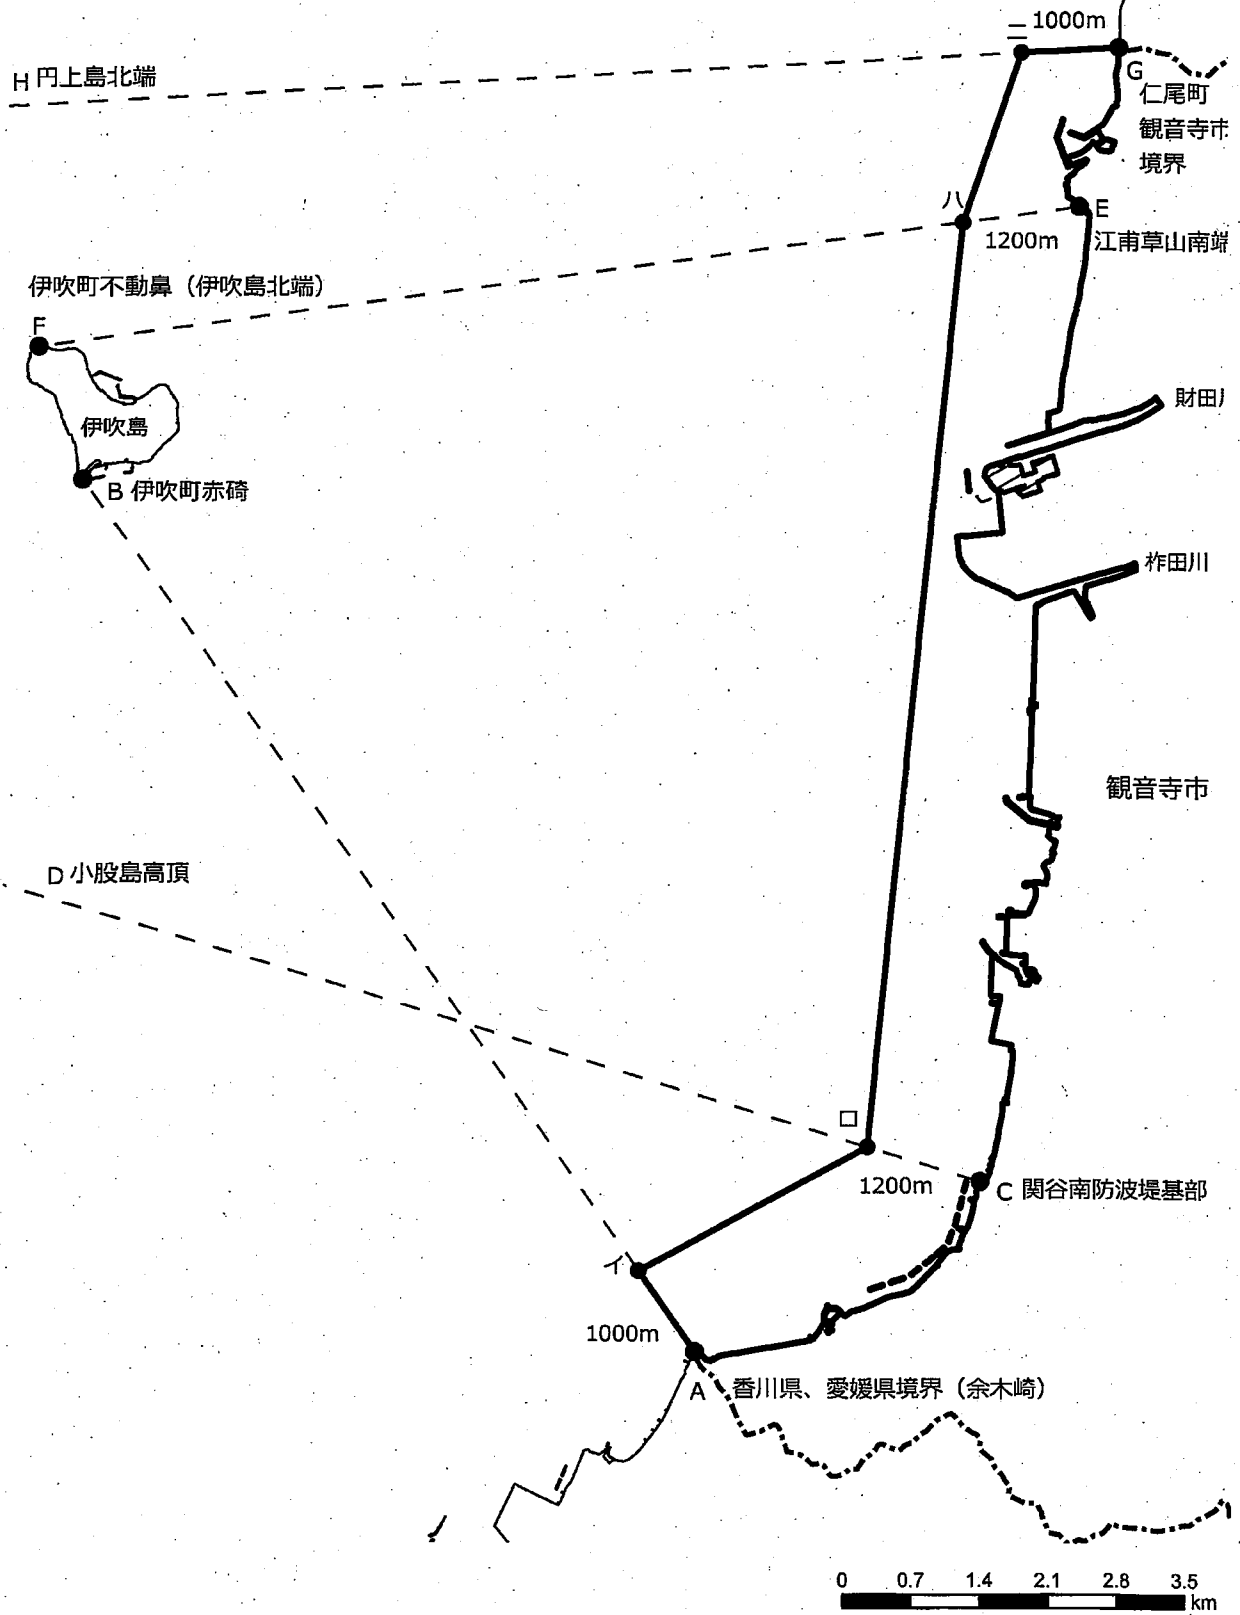 1000m
ニ
H 円上島北端
G
仁尾町
観音寺市
境界
ハ
E
1200m
江甫草山南端
伊吹町不動鼻（伊吹島北端）
F
財田川
伊吹島
B 伊吹町赤碕
柞田川
観音寺市
D 小股島高頂
ロ
1200m
C 関谷南防波堤基部
イ
1000m
A
香川県、愛媛県境界（余木崎）
0 0.7 1.4 2.1 2.8 3.5
km